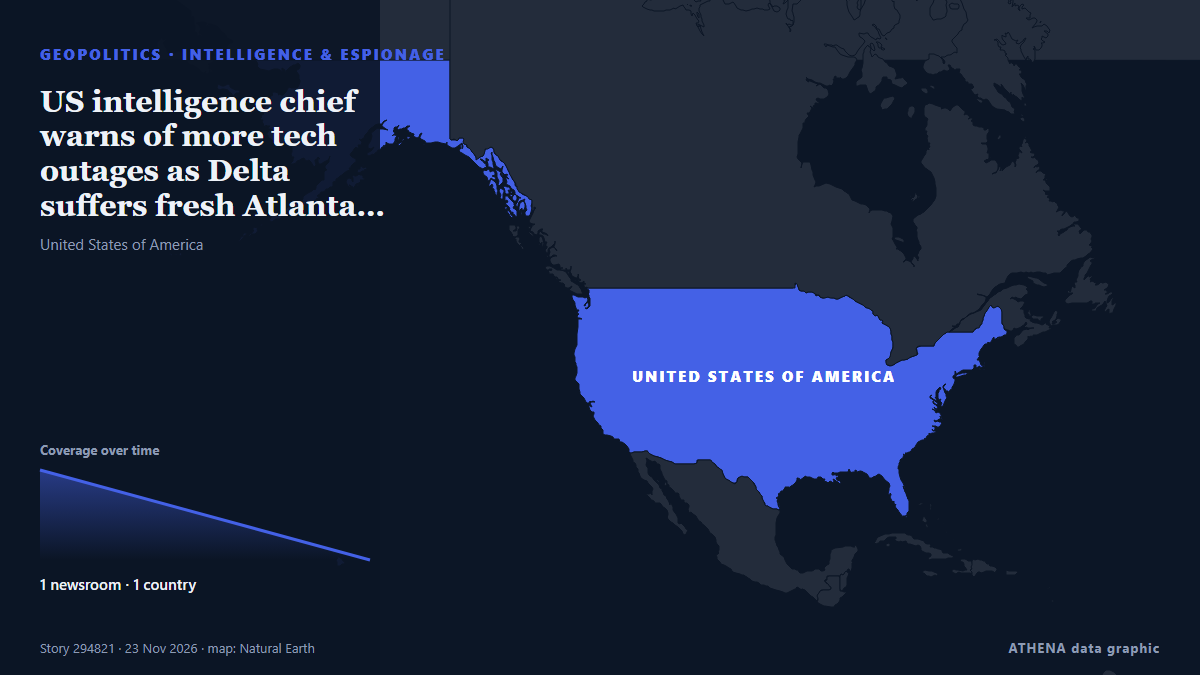 GEOPOLITICS · INTELLIGENCE & ESPIONAGE
US intelligence chief
warns of more tech
outages as Delta
suffers fresh Atlanta...
United States of America
UNITED STATES OF AMERICA
Coverage over time
1 newsroom · 1 country
Story 294821 · 23 Nov 2026 · map: Natural Earth
ATHENA data graphic